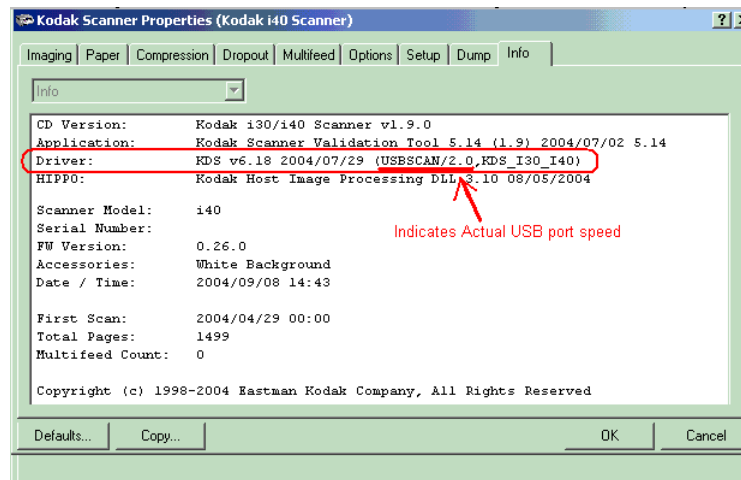 Kodak Scanner Properties (Kodak i40 Scanner)
Imaging Paper Compression Dropout Multifeed Options Setup Dump Info
Info
CD Version: Kodak i30/i40 Scanner v1.9.0
Application: Kodak Scanner Validation Tool 5.14 (1.9) 2004/07/02 5.14
Driver: KDS v6.18 2004/07/29 (USBSCAN/2.0,KDS_I30_I40)
HIPPO: Kodak Host Image Processing DLL 3.10 08/05/2004
Scanner Model: i40
Serial Number:
Indicates Actual USB port speed
FW Version: 0.26.0
Accessories: White Background
Date / Time: 2004/09/08 14:43
First Scan: 2004/04/29 00:00
Total Pages: 1499
Multifeed Count: 0
Copyright (c) 1998-2004 Eastman Kodak Company, All Rights Reserved
Defaults... Copy... OK Cancel